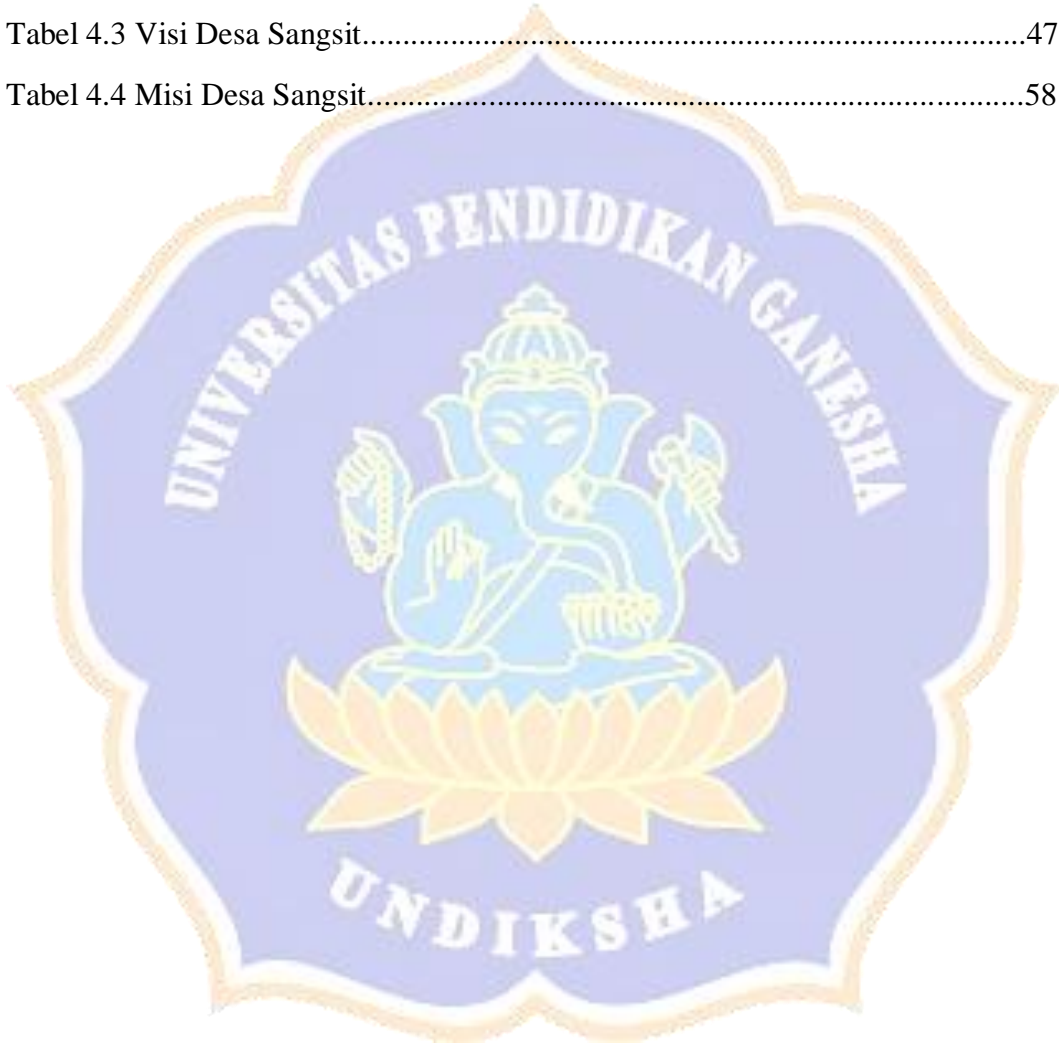 Tabel 4.3 Visi Desa Sangsit....................................................................................47
Tabel 4.4 Misi Desa Sangsit...................................................................................58
UNIVERSITAS PENDIDIKAN GANESHA
UNDIKSHA